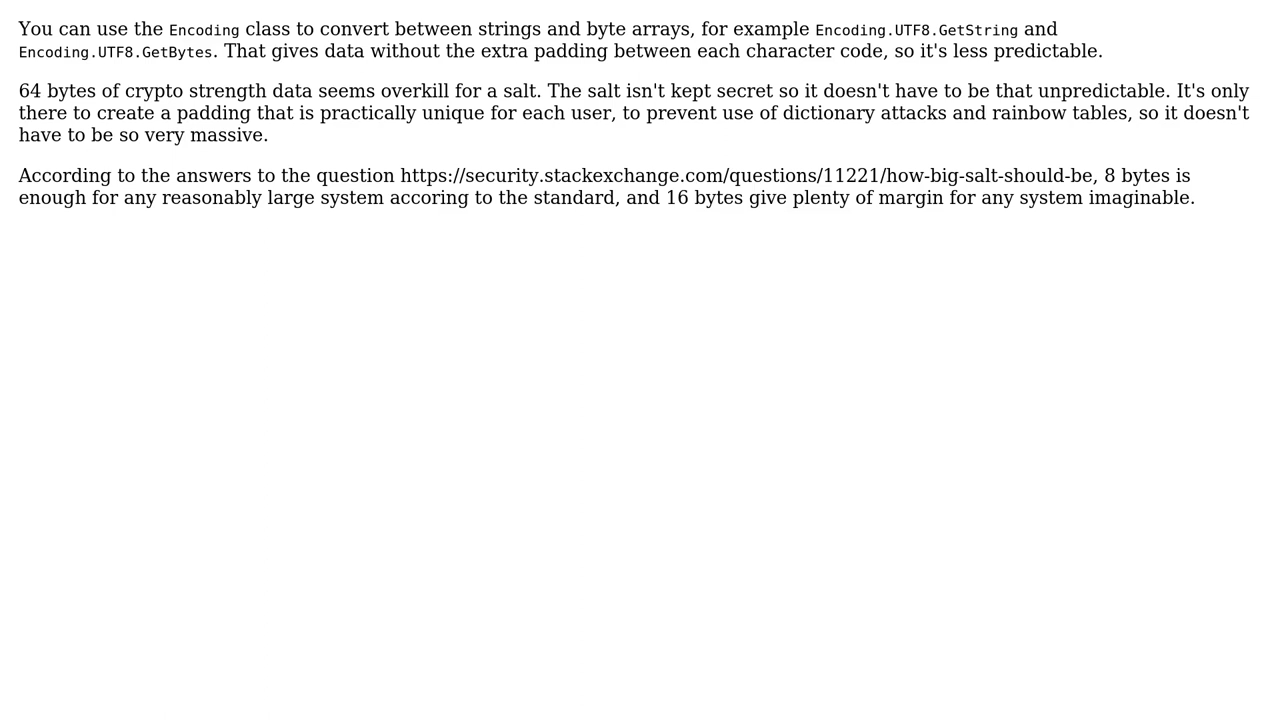 You can use the Encoding class to convert between strings and byte arrays, for example Encoding.UTF8.GetString and
Encoding.UTF8.GetBytes. That gives data without the extra padding between each character code, so it's less predictable.
64 bytes of crypto strength data seems overkill for a salt. The salt isn't kept secret so it doesn't have to be that unpredictable. It's only
there to create a padding that is practically unique for each user, to prevent use of dictionary attacks and rainbow tables, so it doesn't
have to be so very massive.
According to the answers to the question https://security.stackexchange.com/questions/11221/how-big-salt-should-be, 8 bytes is
enough for any reasonably large system accoring to the standard, and 16 bytes give plenty of margin for any system imaginable.